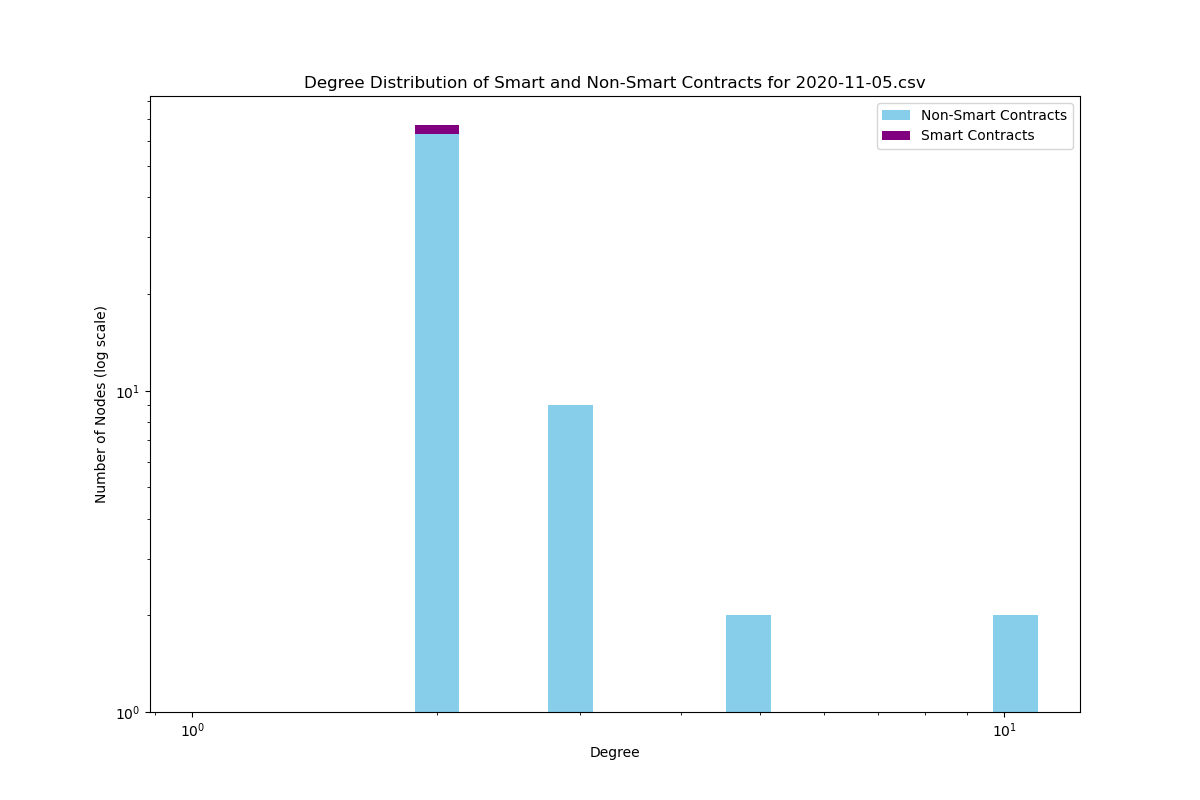 Degree Distribution of Smart and Non-Smart Contracts for 2020-11-05.csv
Non-Smart Contracts
Smart Contracts
Number of Nodes (log scale)
10¹
10⁰
10⁰
10¹
Degree